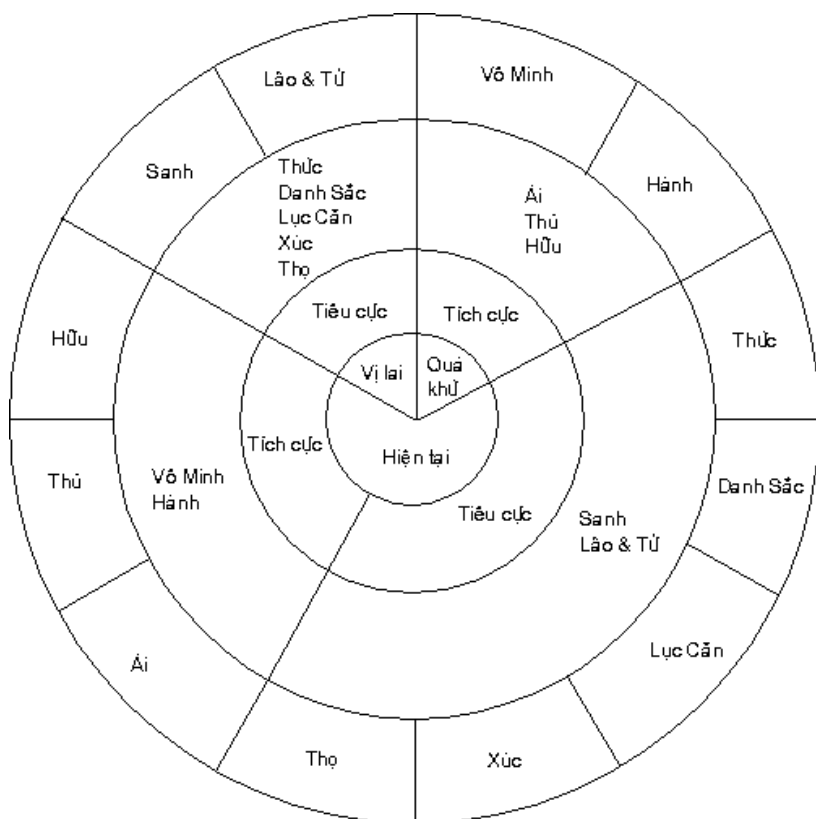 Lão & Tử
Vô Minh
Sanh
Hành
Thức
Danh Sắc
Lục Căn
Xúc
Thọ
Ái
Thủ
Hữu
Hữu
Thức
Tiêu cực
Tích cực
Vị lai
Quá
khứ
Thủ
Tích cực
Hiện tại
Danh Sắc
Vô Minh
Hành
Tiêu cực
Sanh
Lão & Tử
Ái
Lục Căn
Thọ
Xúc